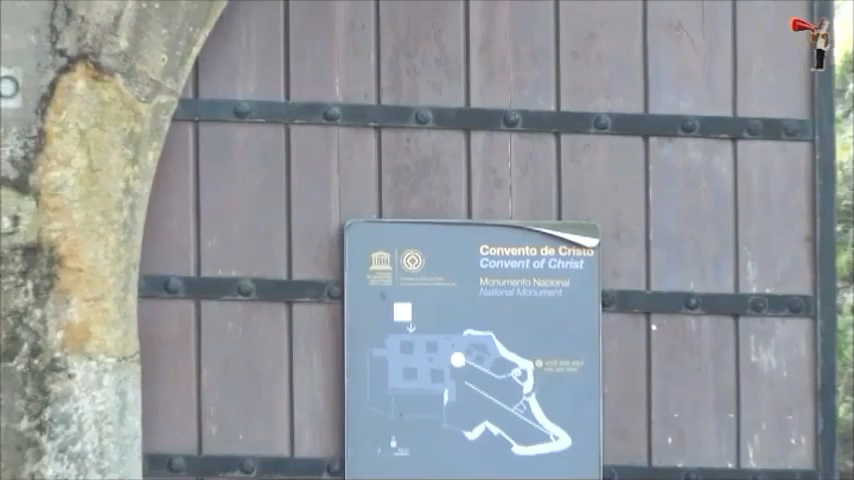 Convento de Cristo
Convent of Christ
Monumento Nacional
National Monument